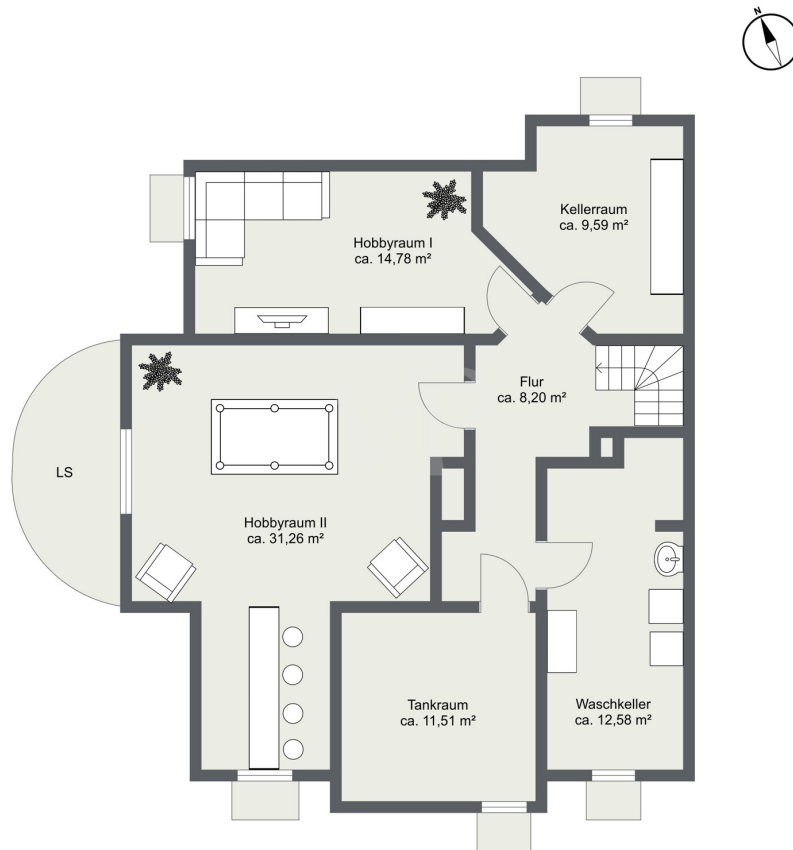 N
Kellerraum
ca. 9,59 m²
Hobbyraum I
ca. 14,78 m²
Flur
ca. 8,20 m²
LS
Hobbyraum II
ca. 31,26 m²
Tankraum
ca. 11,51 m²
Waschkeller
ca. 12,58 m²